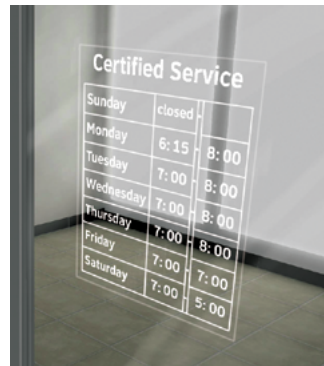 Certified Service
Sunday closed -
Monday 6:15 - 8:00
Tuesday 7:00 - 8:00
Wednesday 7:00 - 8:00
Thursday 7:00 - 8:00
Friday 7:00 - 7:00
Saturday 7:00 - 5:00